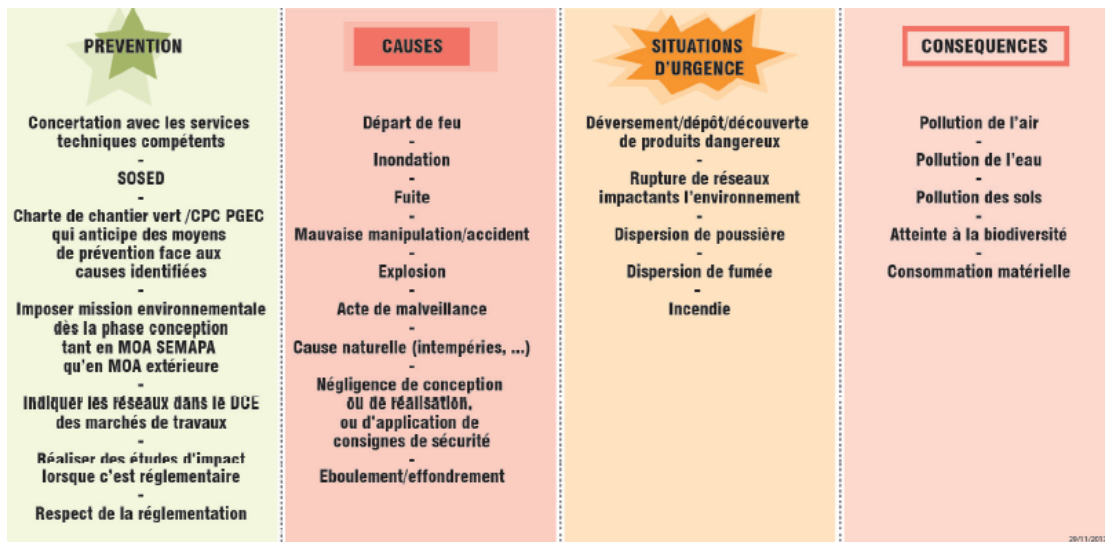 PREVENTION
Concertation avec les services
techniques compétents
-
SOSED
-
Charte de chantier vert /CPC PGEC
qui anticipe des moyens
de prévention face aux
causes identifiées
-
Imposer mission environnementale
dès la phase conception
tant en MOA SEMAPA
qu'en MOA extérieure
-
Indiquer les réseaux dans le DCE
des marchés de travaux
-
Réaliser des études d'impact
lorsque c'est réglementaire
-
Respect de la réglementation
CAUSES
Départ de feu
-
Inondation
-
Fuite
-
Mauvaise manipulation/accident
-
Explosion
-
Acte de malveillance
-
Cause naturelle (intempéries, ...)
-
Négligence de conception
ou de réalisation,
ou d'application de
consignes de sécurité
-
Eboulement/effondrement
SITUATIONS
D'URGENCE
Déversement/dépôt/découverte
de produits dangereux
-
Rupture de réseaux
impactants l'environnement
-
Dispersion de poussière
-
Dispersion de fumée
-
Incendie
CONSEQUENCES
Pollution de l'air
-
Pollution de l'eau
-
Pollution des sols
-
Atteinte à la biodiversité
-
Consommation matérielle